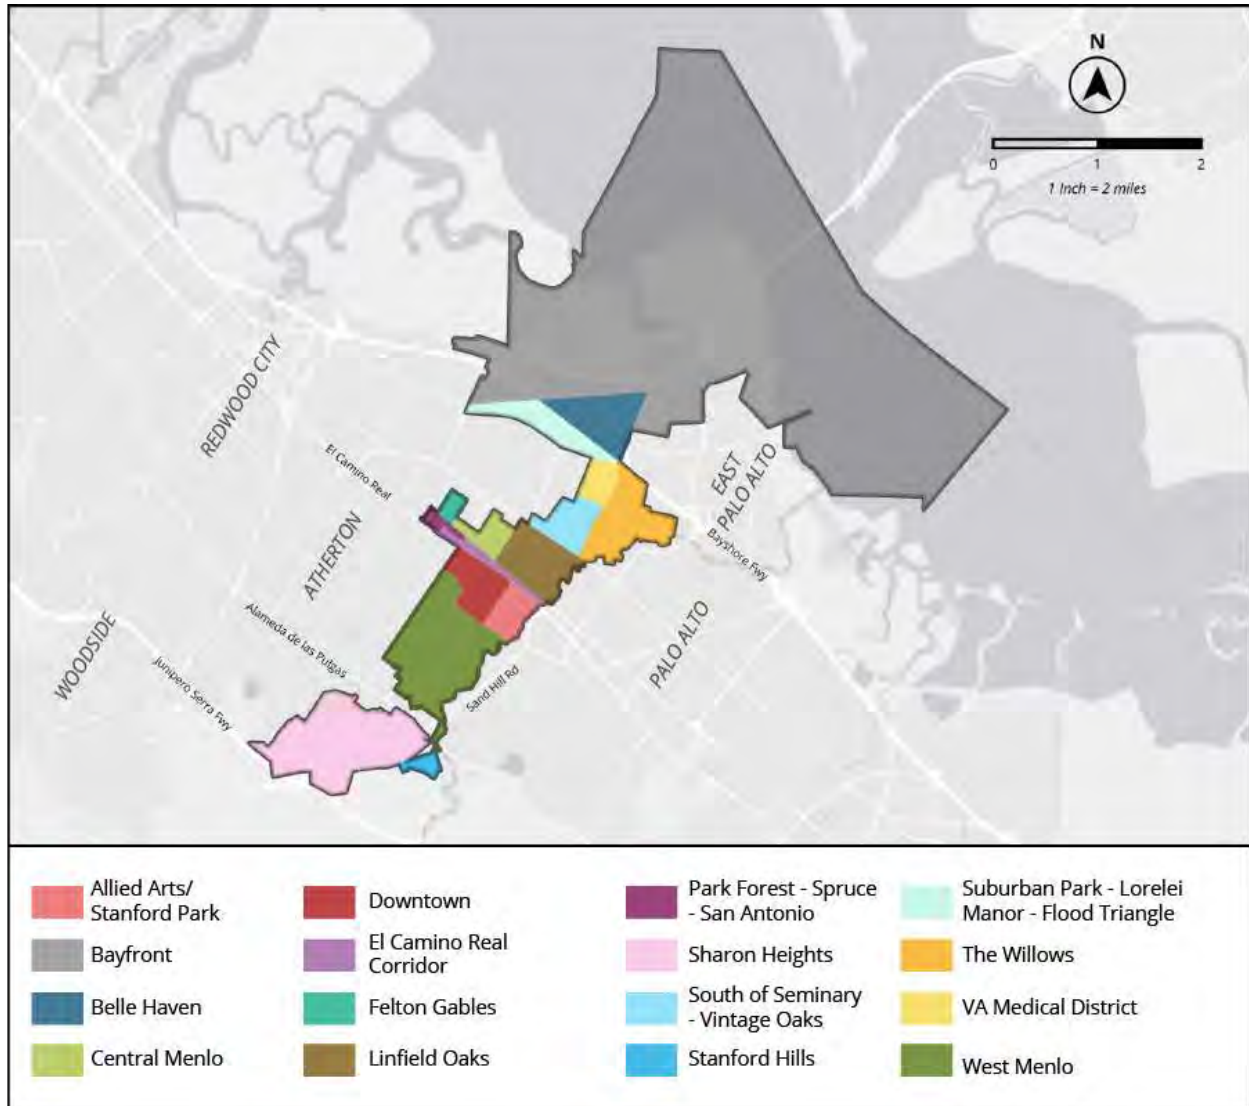 N
0 1 2
1 Inch = 2 miles
REDWOOD CITY
El Camino Real
EAST
PALO ALTO
Bayshore Fwy
ATHERTON
Alameda de las Pulgas
PALO ALTO
WOODSIDE
Junipero Serra Fwy
Sand Hill Rd
Allied Arts/
Stanford Park
Bayfront
Belle Haven
Central Menlo
Downtown
El Camino Real
Corridor
Felton Gables
Linfield Oaks
Park Forest - Spruce
- San Antonio
Sharon Heights
South of Seminary
- Vintage Oaks
Stanford Hills
Suburban Park - Lorelei
Manor - Flood Triangle
The Willows
VA Medical District
West Menlo